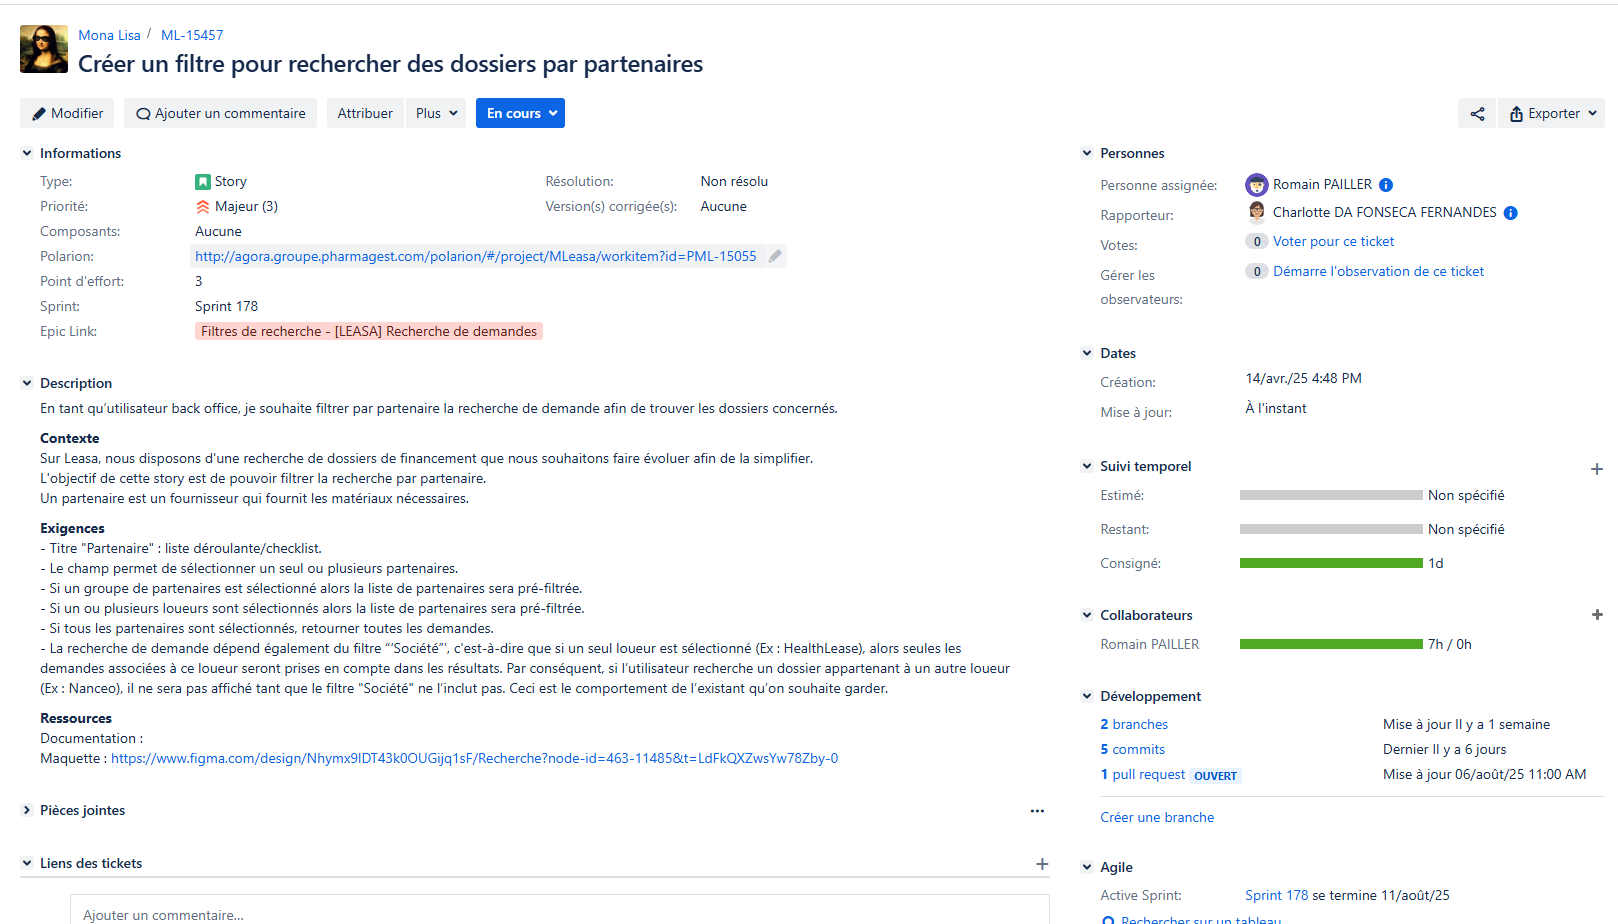 Mona Lisa / ML-15457
Créer un filtre pour rechercher des dossiers par partenaires
Modifier Ajouter un commentaire Attribuer Plus En cours Exporter
Informations
Type: Story Résolution: Non résolu
Priorité: Majeur (3) Version(s) corrigée(s): Aucune
Composants: Aucune
Polarion: http://agora.groupe.pharmagest.com/polarion/#/project/MLeasa/workitem?id=PML-15055
Point d'effort: 3
Sprint: Sprint 178
Epic Link: Filtres de recherche - [LEASA] Recherche de demandes
Description
En tant qu’utilisateur back office, je souhaite filtrer par partenaire la recherche de demande afin de trouver les dossiers concernés.
Contexte
Sur Leasa, nous disposons d'une recherche de dossiers de financement que nous souhaitons faire évoluer afin de la simplifier.
L'objectif de cette story est de pouvoir filtrer la recherche par partenaire.
Un partenaire est un fournisseur qui fournit les matériaux nécessaires.
Exigences
- Titre "Partenaire" : liste déroulante/checklist.
- Le champ permet de sélectionner un seul ou plusieurs partenaires.
- Si un groupe de partenaires est sélectionné alors la liste de partenaires sera pré-filtrée.
- Si un ou plusieurs loueurs sont sélectionnés alors la liste de partenaires sera pré-filtrée.
- Si tous les partenaires sont sélectionnés, retourner toutes les demandes.
- La recherche de demande dépend également du filtre “‘Société”’, c'est-à-dire que si un seul loueur est sélectionné (Ex : HealthLease), alors seules les
demandes associées à ce loueur seront prises en compte dans les résultats. Par conséquent, si l’utilisateur recherche un dossier appartenant à un autre loueur
(Ex : Nanceo), il ne sera pas affiché tant que le filtre "Société" ne l’inclut pas. Ceci est le comportement de l’existant qu’on souhaite garder.
Ressources
Documentation :
Maquette : https://www.figma.com/design/Nhymx9IDT43k0OUGijq1sF/Recherche?node-id=463-11485&t=LdFkQXZwsYw78Zby-0
Pièces jointes
Liens des tickets
Ajouter un commentaire...
Personnes
Personne assignée: Romain PAILLER
Rapporteur: Charlotte DA FONSECA FERNANDES
Votes: 0 Voter pour ce ticket
Gérer les 0 Démarre l'observation de ce ticket
observateurs:
Dates
Création: 14/avr./25 4:48 PM
Mise à jour: À l'instant
Suivi temporel
Estimé: Non spécifié
Restant: Non spécifié
Consigné: 1d
Collaborateurs
Romain PAILLER 7h / 0h
Développement
2 branches Mise à jour Il y a 1 semaine
5 commits Dernier Il y a 6 jours
1 pull request OUVERT Mise à jour 06/août/25 11:00 AM
Créer une branche
Agile
Active Sprint: Sprint 178 se termine 11/août/25
Rechercher sur un tableau